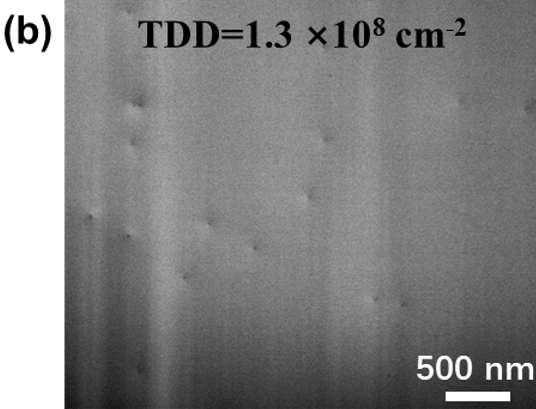 (b) TDD=1.3 ×10⁸ cm⁻²
500 nm